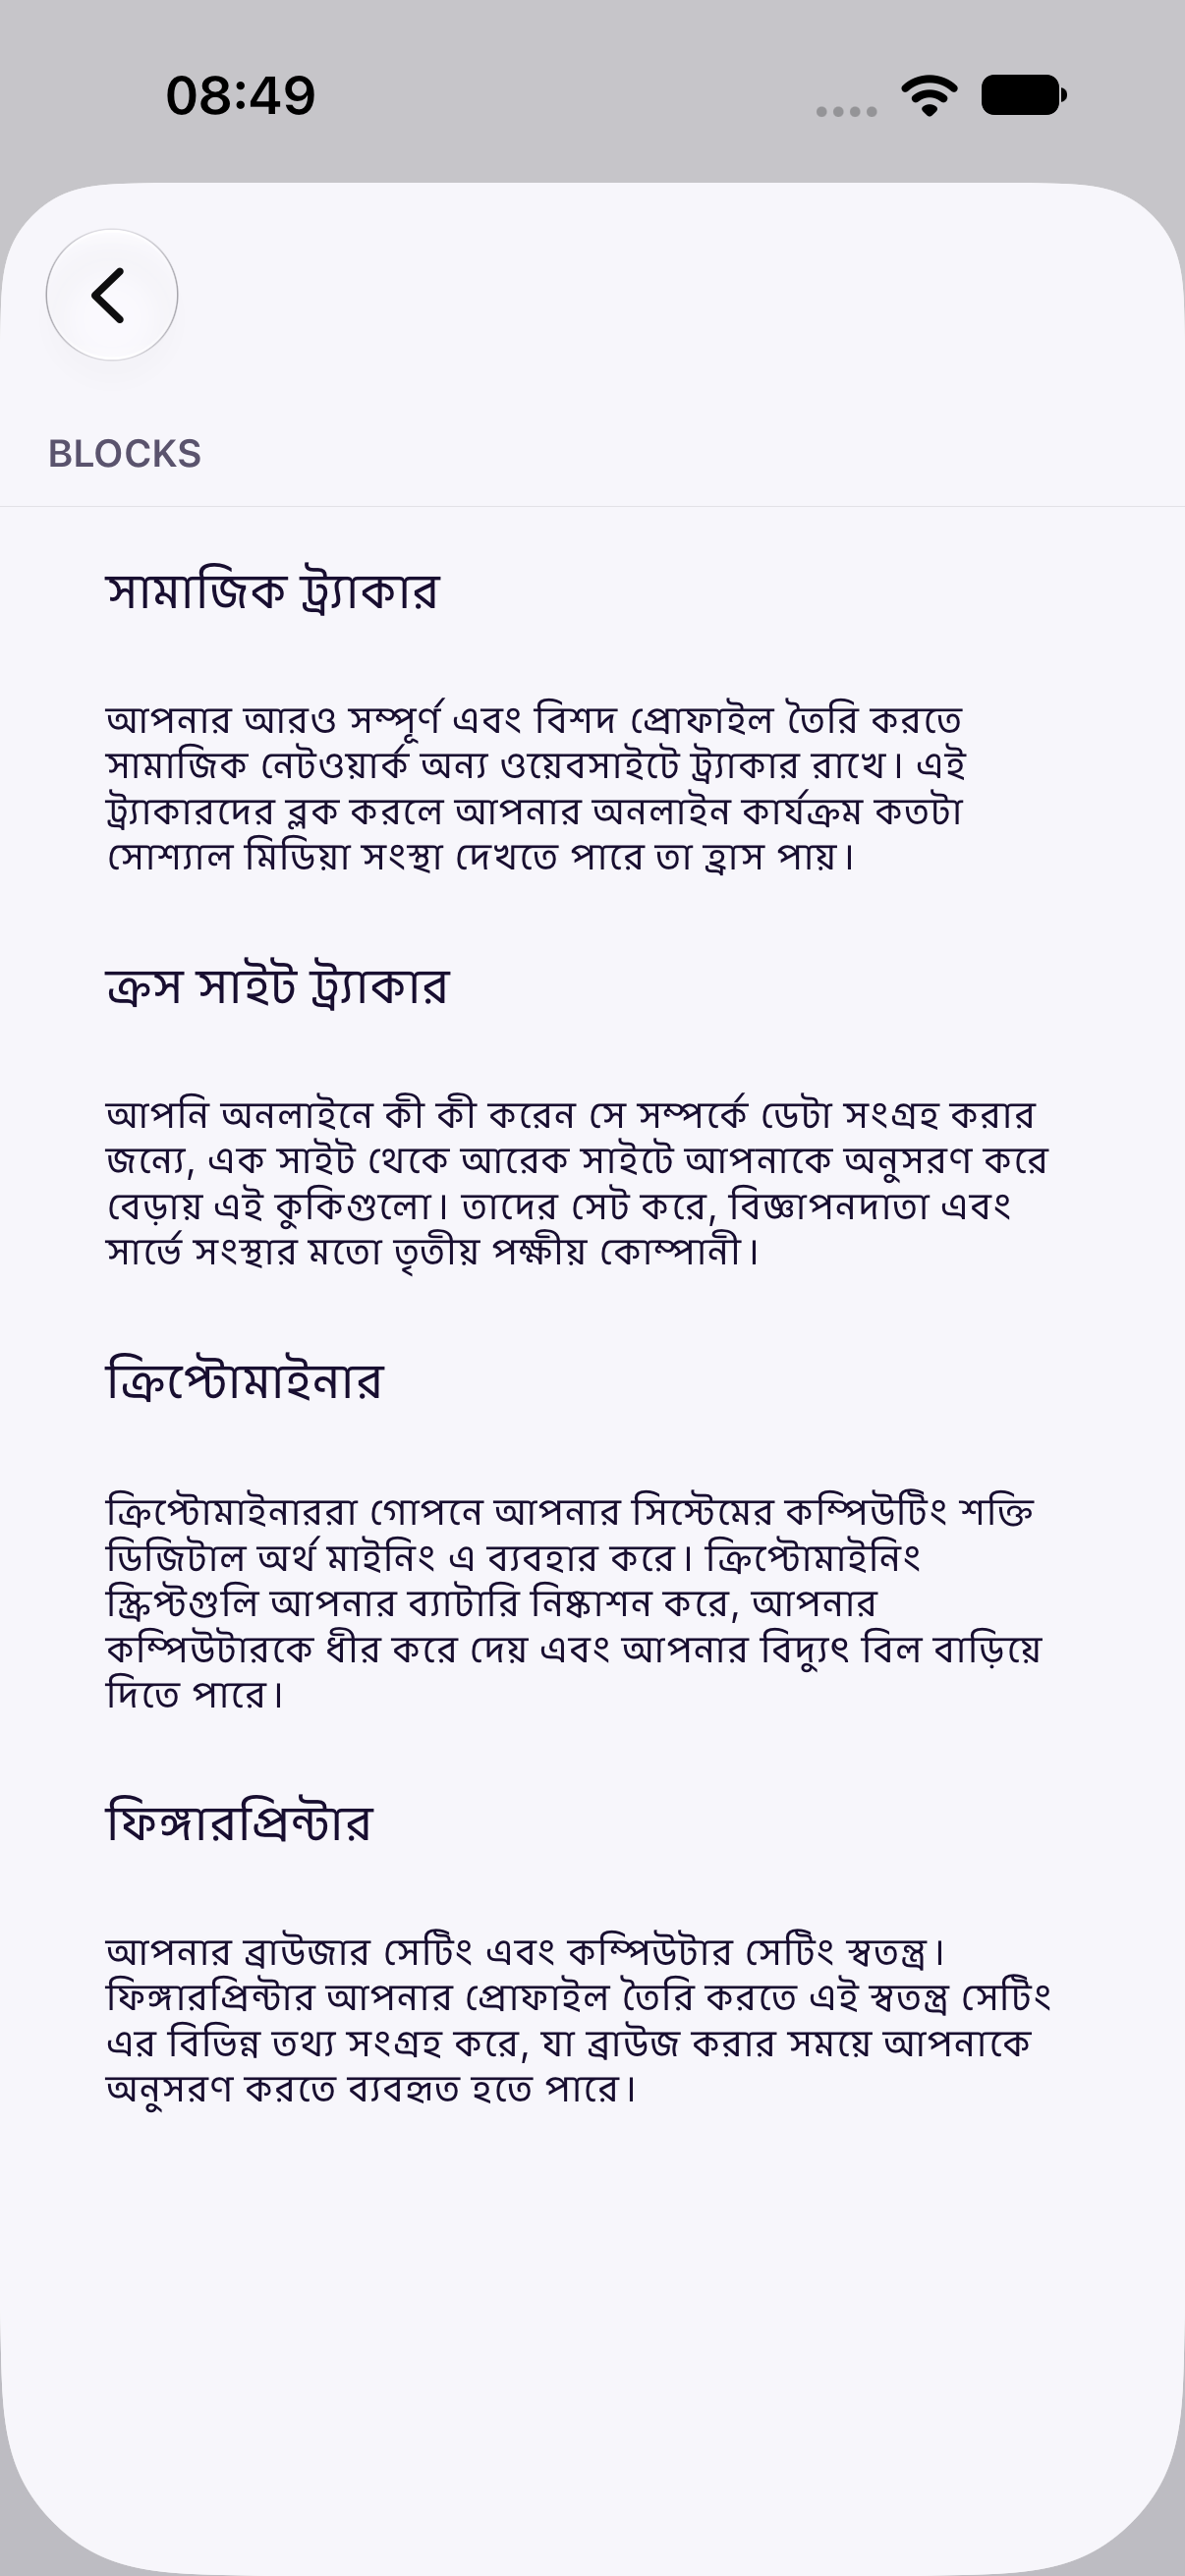 08:49
BLOCKS
সামাজিক ট্র্যাকার
আপনার আরও সম্পূর্ণ এবং বিশদ প্রোফাইল তৈরি করতে
সামাজিক নেটওয়ার্ক অন্য ওয়েবসাইটে ট্র্যাকার রাখে। এই
ট্র্যাকারদের ব্লক করলে আপনার অনলাইন কার্যক্রম কতটা
সোশ্যাল মিডিয়া সংস্থা দেখতে পারে তা হ্রাস পায়।
ক্রস সাইট ট্র্যাকার
আপনি অনলাইনে কী কী করেন সে সম্পর্কে ডেটা সংগ্রহ করার
জন্যে, এক সাইট থেকে আরেক সাইটে আপনাকে অনুসরণ করে
বেড়ায় এই কুকিগুলো। তাদের সেট করে, বিজ্ঞাপনদাতা এবং
সার্ভে সংস্থার মতো তৃতীয় পক্ষীয় কোম্পানী।
ক্রিপ্টোমাইনার
ক্রিপ্টোমাইনাররা গোপনে আপনার সিস্টেমের কম্পিউটিং শক্তি
ডিজিটাল অর্থ মাইনিং এ ব্যবহার করে। ক্রিপ্টোমাইনিং
স্ক্রিপ্টগুলি আপনার ব্যাটারি নিষ্কাশন করে, আপনার
কম্পিউটারকে ধীর করে দেয় এবং আপনার বিদ্যুৎ বিল বাড়িয়ে
দিতে পারে।
ফিঙ্গারপ্রিন্টার
আপনার ব্রাউজার সেটিং এবং কম্পিউটার সেটিং স্বতন্ত্র।
ফিঙ্গারপ্রিন্টার আপনার প্রোফাইল তৈরি করতে এই স্বতন্ত্র সেটিং
এর বিভিন্ন তথ্য সংগ্রহ করে, যা ব্রাউজ করার সময়ে আপনাকে
অনুসরণ করতে ব্যবহৃত হতে পারে।